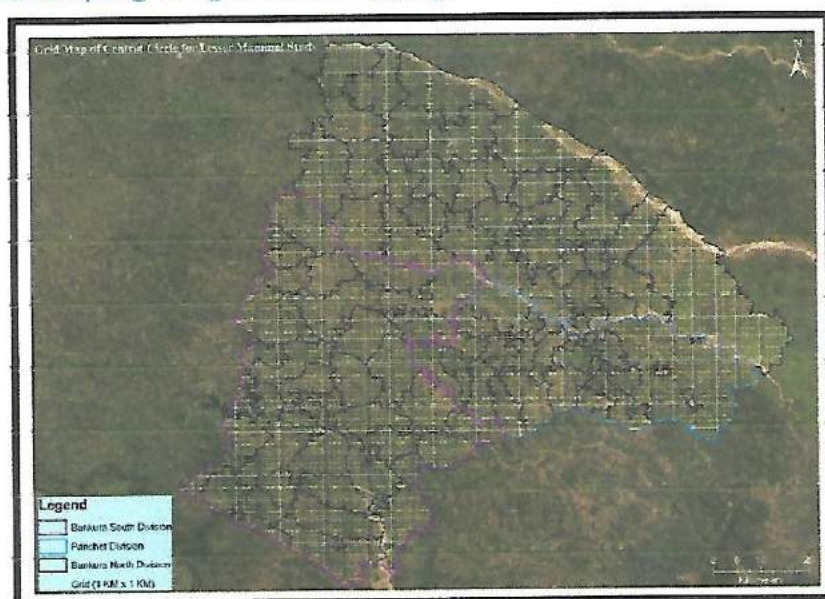 Grid Map of Central Circle for Lesser Mammal Study
N
Legend
Bankura South Division
Panchet Division
Bankura North Division
Grid (1 KM x 1 KM)